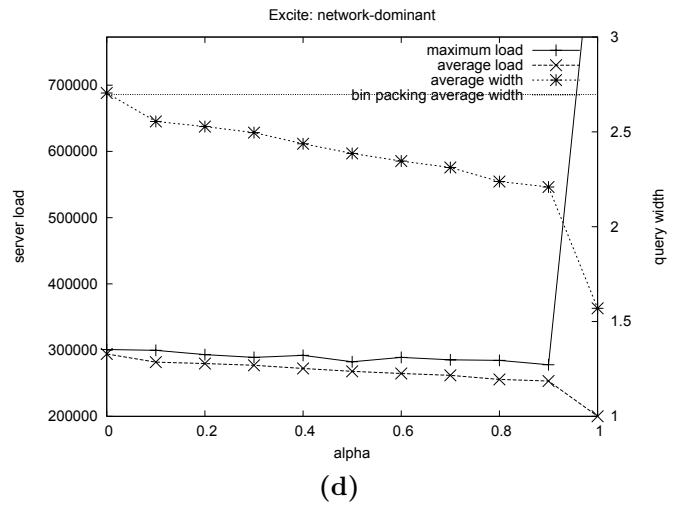 Excite: network-dominant
maximum load
average load
average width
bin packing average width
700000
600000
500000
400000
300000
200000
server load
3
2.5
2
1.5
1
query width
0 0.2 0.4 0.6 0.8 1
alpha
(d)